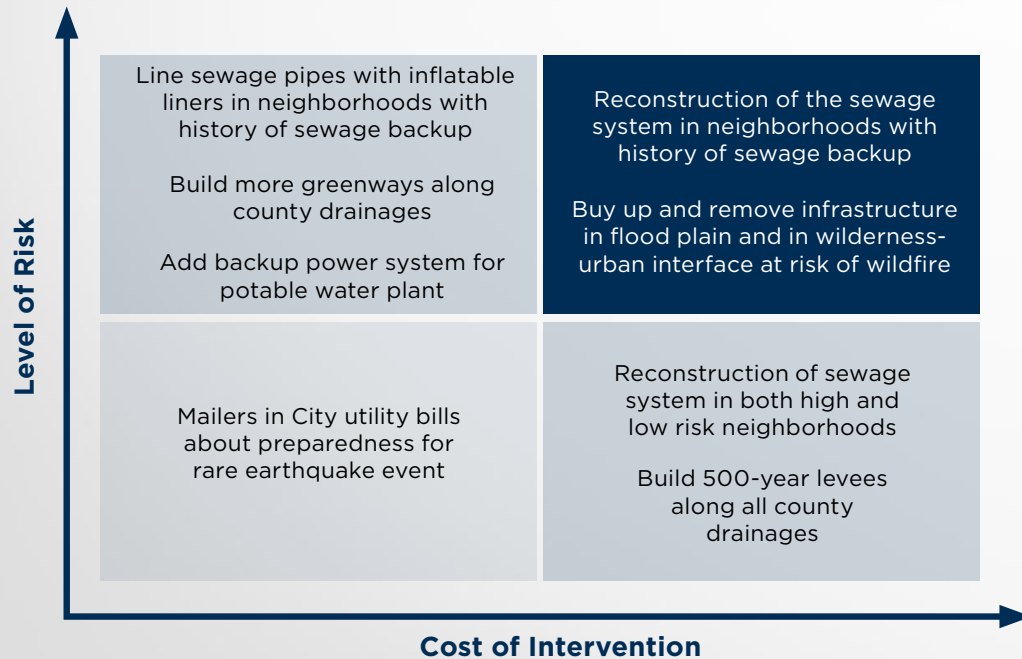 Level of Risk
Line sewage pipes with inflatable
liners in neighborhoods with
history of sewage backup
Build more greenways along
county drainages
Add backup power system for
potable water plant
Reconstruction of the sewage
system in neighborhoods with
history of sewage backup
Buy up and remove infrastructure
in flood plain and in wilderness-
urban interface at risk of wildfire
Mailers in City utility bills
about preparedness for
rare earthquake event
Reconstruction of sewage
system in both high and
low risk neighborhoods
Build 500-year levees
along all county
drainages
Cost of Intervention